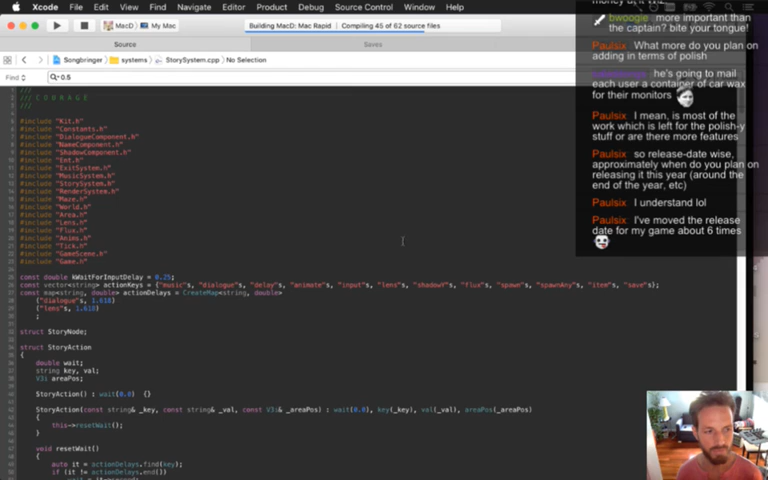 Xcode File Edit View Find Navigate Editor Product Debug Source Control Window Help
MacD My Mac
Building MacD: Mac Rapid | Compiling 45 of 62 source files
Source Saves
Songbringer systems StorySystem.cpp No Selection
Find 0.5
///
/// C O U R A G E
///
#include "Kit.h"
#include "Constants.h"
#include "DialogueComponent.h"
#include "NameComponent.h"
#include "ShadowComponent.h"
#include "Ent.h"
#include "ExitSystem.h"
#include "MusicSystem.h"
#include "StorySystem.h"
#include "RenderSystem.h"
#include "Maze.h"
#include "World.h"
#include "Area.h"
#include "Lens.h"
#include "Flux.h"
#include "Anims.h"
#include "Tick.h"
#include "GameScene.h"
#include "Game.h"
const double kWaitForInputDelay = 0.25;
const vector<string> actionKeys = {"music"s, "dialogue"s, "delay"s, "animate"s, "input"s, "lens"s, "shadowY"s, "flux"s, "spawn"s, "spawnAny"s, "item"s, "save"s};
const map<string, double> actionDelays = CreateMap<string, double>
("dialogue"s, 1.618)
("lens"s, 1.618)
;
struct StoryNode;
struct StoryAction
{
double wait;
string key, val;
V3i areaPos;
StoryAction() : wait(0.0) {}
StoryAction(const string& _key, const string& _val, const V3i& _areaPos) : wait(0.0), key(_key), val(_val), areaPos(_areaPos)
{
this->resetWait();
}
void resetWait()
{
auto it = actionDelays.find(key);
if (it != actionDelays.end())
bwoogie more important than
the captain? bite your tongue!
Paulsix What more do you plan on
adding in terms of polish
he's going to mail
each user a container of car wax
for their monitors
Paulsix I mean, is most of the
work which is left for the polish-y
stuff or are there more features
Paulsix so release-date wise,
approximately when do you plan on
releasing it this year (around the
end of the year, etc)
Paulsix I understand lol
Paulsix I've moved the release
date for my game about 6 times